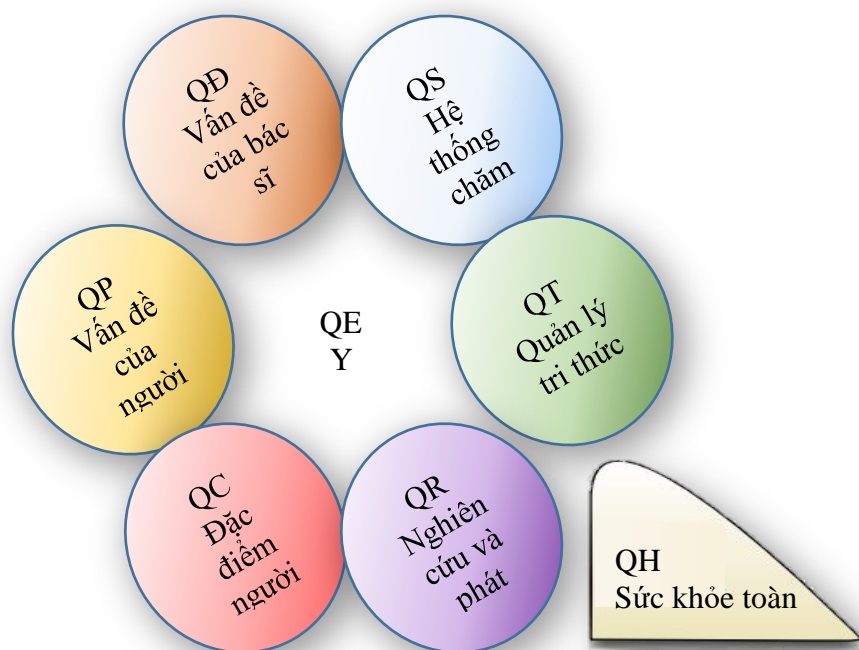 QĐ
Vấn đề
của bác
sĩ
QS
Hệ
thống
chăm
QP
Vấn đề
của
người
QE
Y
QT
Quản lý
tri thức
QC
Đặc
điểm
người
QR
Nghiên
cứu và
phát
QH
Sức khỏe toàn